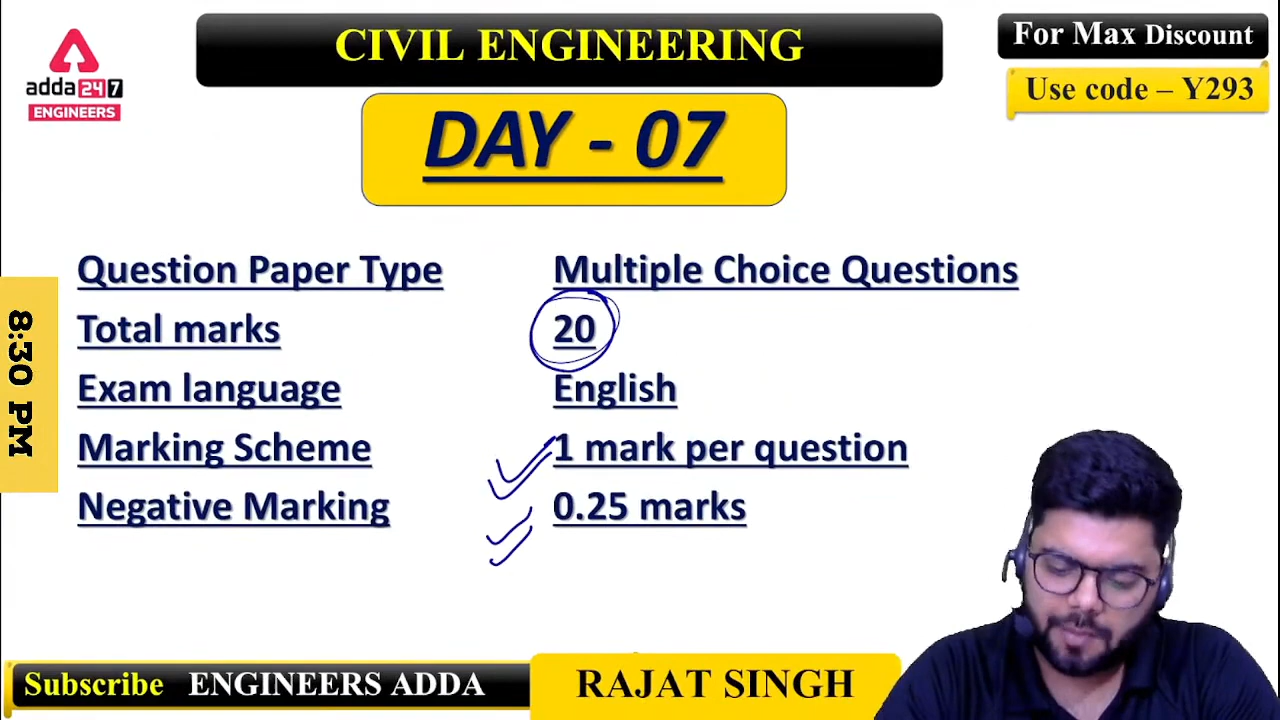 CIVIL ENGINEERING
For Max Discount
Use code – Y293
adda 24 7
ENGINEERS
DAY - 07
Question Paper Type Multiple Choice Questions
Total marks 20
Exam language English
Marking Scheme 1 mark per question
Negative Marking 0.25 marks
8:30 PM
Subscribe ENGINEERS ADDA
RAJAT SINGH